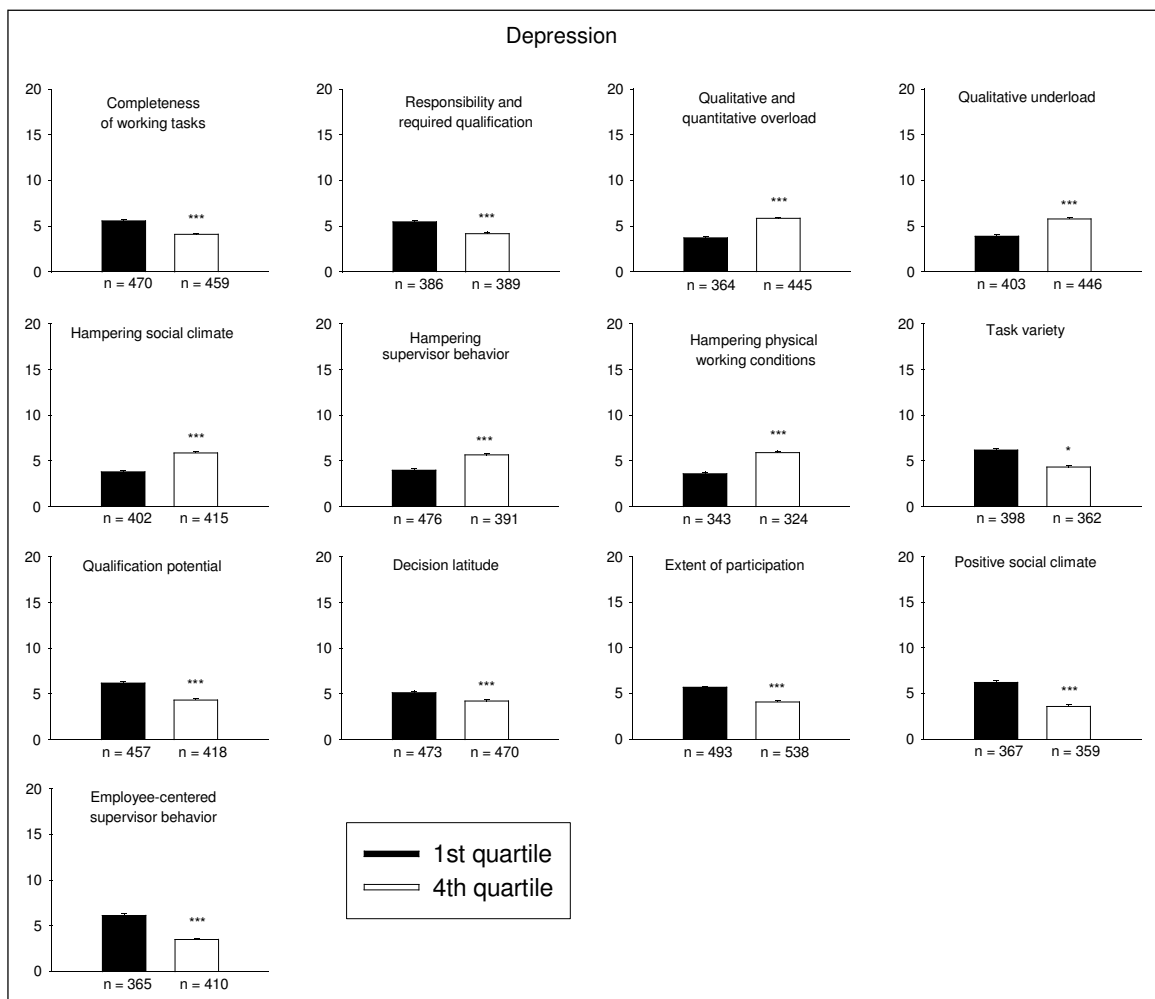 Depression
20
15
10
5
0
Completeness
of working tasks
***
n = 470
n = 459
20
15
10
5
0
Responsibility and
required qualification
***
n = 386
n = 389
20
15
10
5
0
Qualitative and
quantitative overload
***
n = 364
n = 445
20
15
10
5
0
Qualitative underload
***
n = 403
n = 446
20
15
10
5
0
Hampering social climate
***
n = 402
n = 415
20
15
10
5
0
Hampering
supervisor behavior
***
n = 476
n = 391
20
15
10
5
0
Hampering physical
working conditions
***
n = 343
n = 324
20
15
10
5
0
Task variety
*
n = 398
n = 362
20
15
10
5
0
Qualification potential
***
n = 457
n = 418
20
15
10
5
0
Decision latitude
***
n = 473
n = 470
20
15
10
5
0
Extent of participation
***
n = 493
n = 538
20
15
10
5
0
Positive social climate
***
n = 367
n = 359
20
15
10
5
0
Employee-centered
supervisor behavior
***
n = 365
n = 410
1st quartile
4th quartile